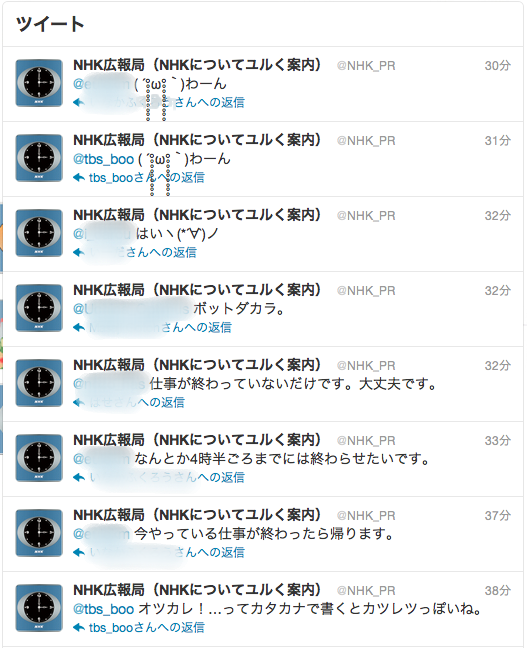 ツイート
NHK広報局（NHKについてユルく案内） @NHK_PR 30分
( ´;ω;｀)わーん
さんへの返信
NHK広報局（NHKについてユルく案内） @NHK_PR 31分
@tbs_boo ( ´;ω;｀)わーん
tbs_booさんへの返信
NHK広報局（NHKについてユルく案内） @NHK_PR 32分
はいヽ(*'∀')ノ
さんへの返信
NHK広報局（NHKについてユルく案内） @NHK_PR 32分
ボットダカラ。
さんへの返信
NHK広報局（NHKについてユルく案内） @NHK_PR 32分
仕事が終わっていないだけです。大丈夫です。
さんへの返信
NHK広報局（NHKについてユルく案内） @NHK_PR 33分
なんとか4時半ごろまでには終わらせたいです。
さんへの返信
NHK広報局（NHKについてユルく案内） @NHK_PR 37分
今やっている仕事が終わったら帰ります。
さんへの返信
NHK広報局（NHKについてユルく案内） @NHK_PR 38分
@tbs_boo オツカレ！…ってカタカナで書くとカツレツっぽいね。
tbs_booさんへの返信